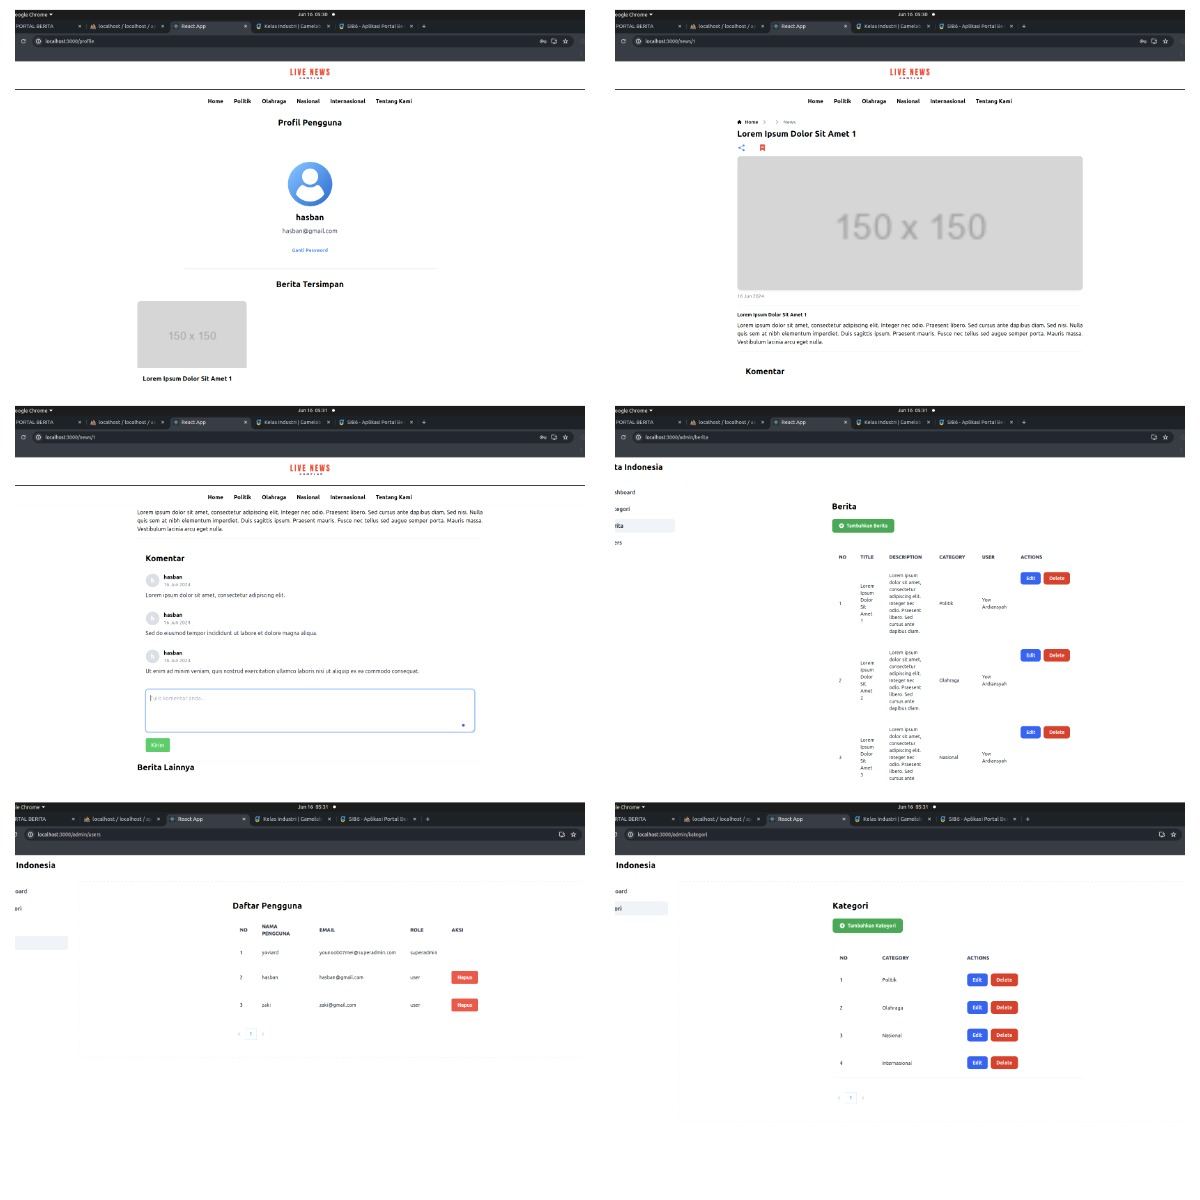 oogle Chrome
Jun 16 05:30
PORTAL BERITA
localhost / localhost / a
React App
Kelas Industri | Camelab
SIB6 - Aplikasi Portal Be
localhost:3000/profile
LIVE NEWS
Home Politik Olahraga Nasional Internasional Tentang Kami
Profil Pengguna
hasban
hasban@gmail.com
Ganti Password
Berita Tersimpan
150 x 150
Lorem Ipsum Dolor Sit Amet 1
oogle Chrome
Jun 16 05:30
PORTAL BERITA
localhost / localhost / a
React App
Kelas Industri | Camelab
SIB6 - Aplikasi Portal Be
localhost:3000/news/1
LIVE NEWS
Home Politik Olahraga Nasional Internasional Tentang Kami
Home > > News
Lorem Ipsum Dolor Sit Amet 1
150 x 150
16 Jun 2024
Lorem Ipsum Dolor Sit Amet 1
Lorem ipsum dolor sit amet, consectetur adipiscing elit. Integer nec odio. Praesent libero. Sed cursus ante dapibus diam. Sed nisi. Nulla
quis sem at nibh elementum imperdiet. Duis sagittis ipsum. Praesent mauris. Fusce nec tellus sed augue semper porta. Mauris massa.
Vestibulum lacinia arcu eget nulla.
Komentar
oogle Chrome
Jun 16 05:31
PORTAL BERITA
localhost / localhost / a
React App
Kelas Industri | Camelab
SIB6 - Aplikasi Portal Be
localhost:3000/news/1
LIVE NEWS
Home Politik Olahraga Nasional Internasional Tentang Kami
Lorem ipsum dolor sit amet, consectetur adipiscing elit. Integer nec odio. Praesent libero. Sed cursus ante dapibus diam. Sed nisi. Nulla
quis sem at nibh elementum imperdiet. Duis sagittis ipsum. Praesent mauris. Fusce nec tellus sed augue semper porta. Mauris massa.
Vestibulum lacinia arcu eget nulla.
Komentar
h
hasban
16 Jun 2024
Lorem ipsum dolor sit amet, consectetur adipiscing elit.
h
hasban
16 Jun 2024
Sed do eiusmod tempor incididunt ut labore et dolore magna aliqua.
h
hasban
16 Jun 2024
Ut enim ad minim veniam, quis nostrud exercitation ullamco laboris nisi ut aliquip ex ea commodo consequat.
Tulis komentar anda...
Kirim
Berita Lainnya
oogle Chrome
Jun 16 05:31
PORTAL BERITA
localhost / localhost / a
React App
Kelas Industri | Camelab
SIB6 - Aplikasi Portal Be
localhost:3000/admin/berita
ta Indonesia
shboard
tegori
rita
ers
Berita
Tambahkan Berita
NO TITLE DESCRIPTION CATEGORY USER ACTIONS
1
Lorem
Ipsum
Dolor
Sit
Amet
1
Lorem ipsum
dolor sit amet,
consectetur
adipiscing elit.
Integer nec
odio. Praesent
libero. Sed
cursus ante
dapibus diam.
Politik
Yovi
Ardiansyah
Edit Delete
2
Lorem
Ipsum
Dolor
Sit
Amet
2
Lorem ipsum
dolor sit amet,
consectetur
adipiscing elit.
Integer nec
odio. Praesent
libero. Sed
cursus ante
dapibus diam.
Olahraga
Yovi
Ardiansyah
Edit Delete
3
Lorem
Ipsum
Dolor
Sit
Amet
3
Lorem ipsum
dolor sit amet,
consectetur
adipiscing elit.
Integer nec
odio. Praesent
libero. Sed
cursus ante
Nasional
Yovi
Ardiansyah
Edit Delete
le Chrome
Jun 16 05:31
RTAL BERITA
localhost / localhost /
React App
Kelas Industri | Camelab
SIB6 - Aplikasi Portal Be
localhost:3000/admin/users
Indonesia
oard
ori
Daftar Pengguna
NO NAMA PENGGUNA EMAIL ROLE AKSI
1 yoviard superadmin
2 hasban hasban@gmail.com user Hapus
3 zaki zaki@gmail.com user Hapus
< 1 >
le Chrome
Jun 16 05:31
RTAL BERITA
localhost / localhost /
React App
Kelas Industri | Camelab
SIB6 - Aplikasi Portal Be
localhost:3000/admin/kategori
Indonesia
oard
ori
Kategori
Tambahkan Kategori
NO CATEGORY ACTIONS
1 Politik Edit Delete
2 Olahraga Edit Delete
3 Nasional Edit Delete
4 Internasional Edit Delete
< 1 >